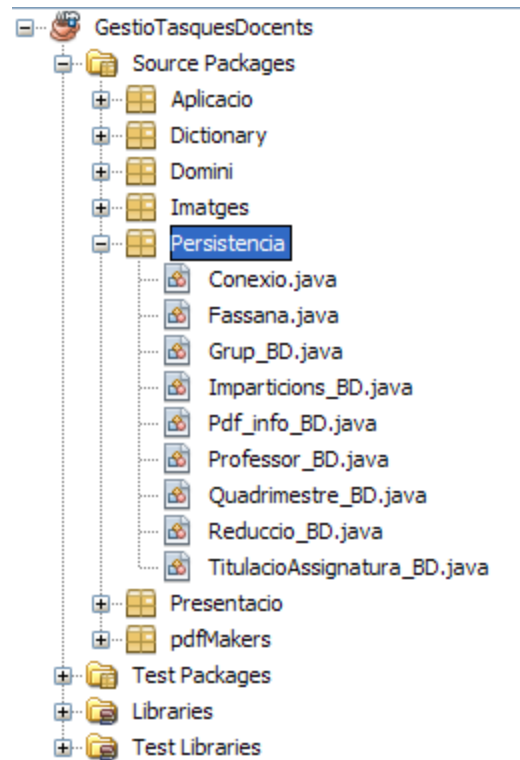 GestioTasquesDocents
Source Packages
Aplicacio
Dictionary
Domini
Imatges
Persistencia
Conexio.java
Fassana.java
Grup_BD.java
Imparticions_BD.java
Pdf_info_BD.java
Professor_BD.java
Quadrimestre_BD.java
Reduccio_BD.java
TitulacioAssignatura_BD.java
Presentacio
pdfMakers
Test Packages
Libraries
Test Libraries